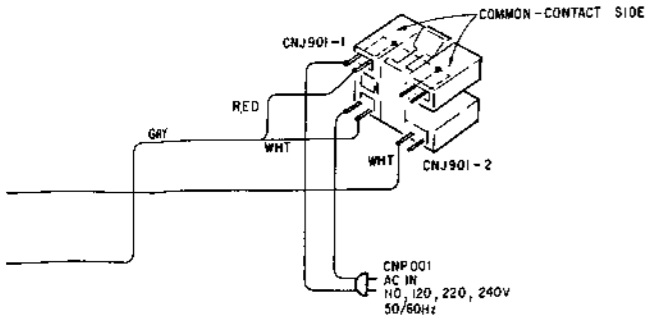 COMMON-CONTACT SIDE
CNJ901-1
RED
GRY
WHT
WHT
CNJ901-2
CNP001
AC IN
110, 120, 220, 240V
50/60Hz